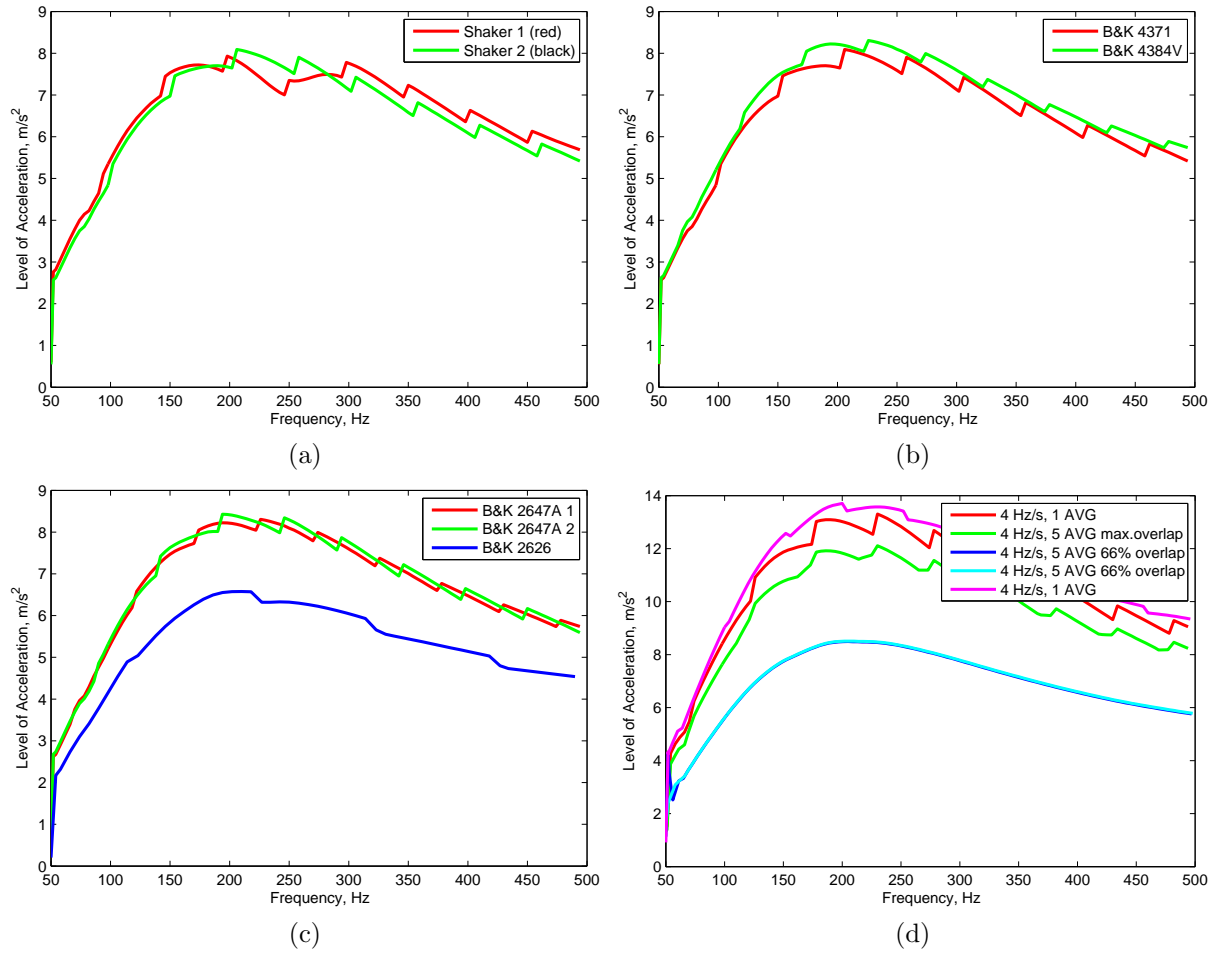 9
8
7
6
5
4
3
2
1
0
Level of Acceleration, m/s²
Shaker 1 (red)
Shaker 2 (black)
50 100 150 200 250 300 350 400 450 500
Frequency, Hz
(a)
9
8
7
6
5
4
3
2
1
0
Level of Acceleration, m/s²
B&K 4371
B&K 4384V
50 100 150 200 250 300 350 400 450 500
Frequency, Hz
(b)
9
8
7
6
5
4
3
2
1
0
Level of Acceleration, m/s²
B&K 2647A 1
B&K 2647A 2
B&K 2626
50 100 150 200 250 300 350 400 450 500
Frequency, Hz
(c)
14
12
10
8
6
4
2
0
Level of Acceleration, m/s²
4 Hz/s, 1 AVG
4 Hz/s, 5 AVG max.overlap
4 Hz/s, 5 AVG 66% overlap
4 Hz/s, 5 AVG 66% overlap
4 Hz/s, 1 AVG
50 100 150 200 250 300 350 400 450 500
Frequency, Hz
(d)